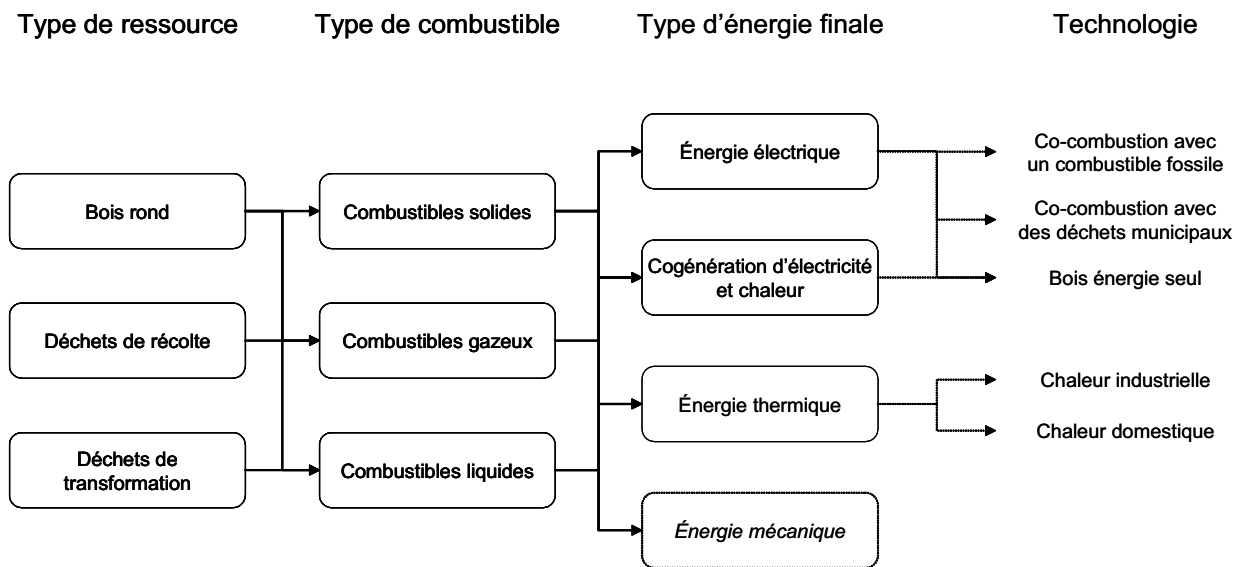 Type de ressource
Type de combustible
Type d’énergie finale
Technologie
Bois rond
Déchets de récolte
Déchets de
transformation
Combustibles solides
Combustibles gazeux
Combustibles liquides
Énergie électrique
Cogénération d’électricité
et chaleur
Énergie thermique
Énergie mécanique
Co-combustion avec
un combustible fossile
Co-combustion avec
des déchets municipaux
Bois énergie seul
Chaleur industrielle
Chaleur domestique